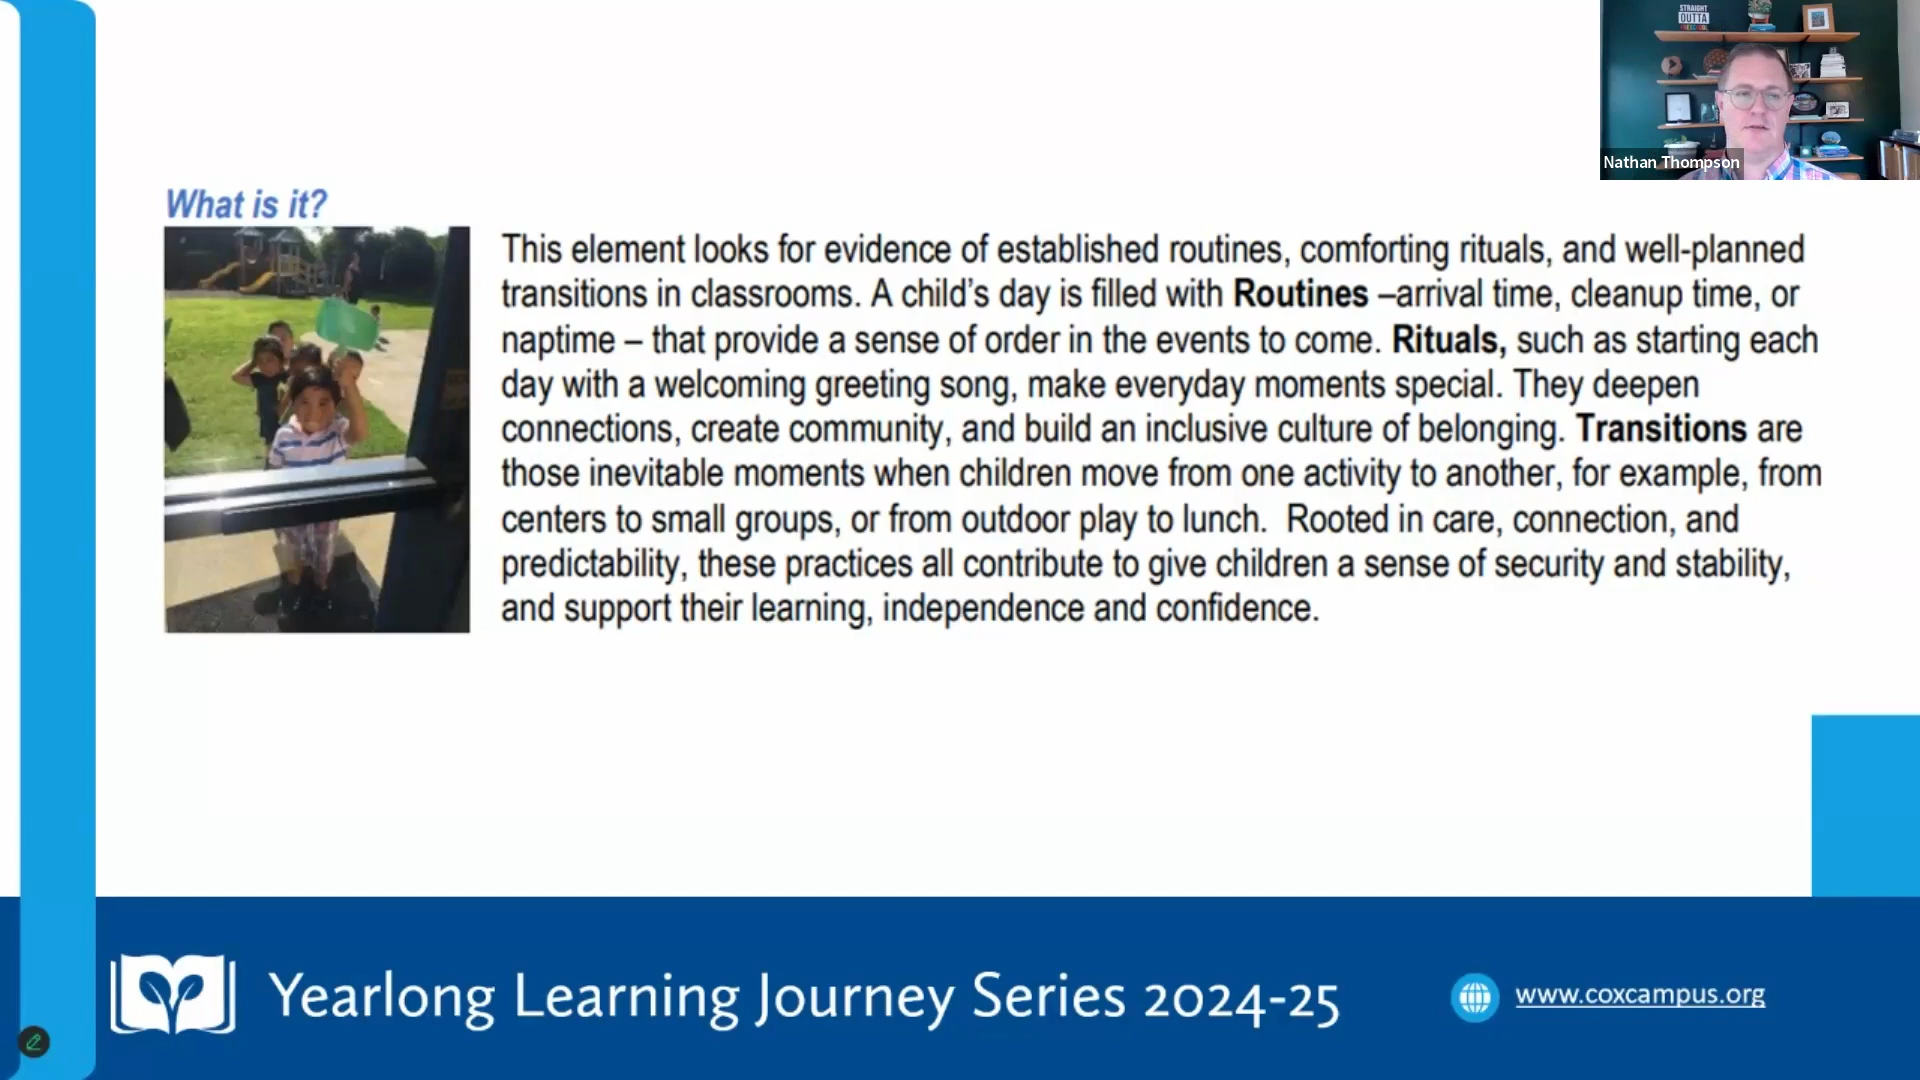 STRAIGHT
OUTTA
Nathan Thompson
What is it?
This element looks for evidence of established routines, comforting rituals, and well-planned
transitions in classrooms. A child’s day is filled with Routines –arrival time, cleanup time, or
naptime – that provide a sense of order in the events to come. Rituals, such as starting each
day with a welcoming greeting song, make everyday moments special. They deepen
connections, create community, and build an inclusive culture of belonging. Transitions are
those inevitable moments when children move from one activity to another, for example, from
centers to small groups, or from outdoor play to lunch.  Rooted in care, connection, and
predictability, these practices all contribute to give children a sense of security and stability,
and support their learning, independence and confidence.
Yearlong Learning Journey Series 2024-25
www.coxcampus.org